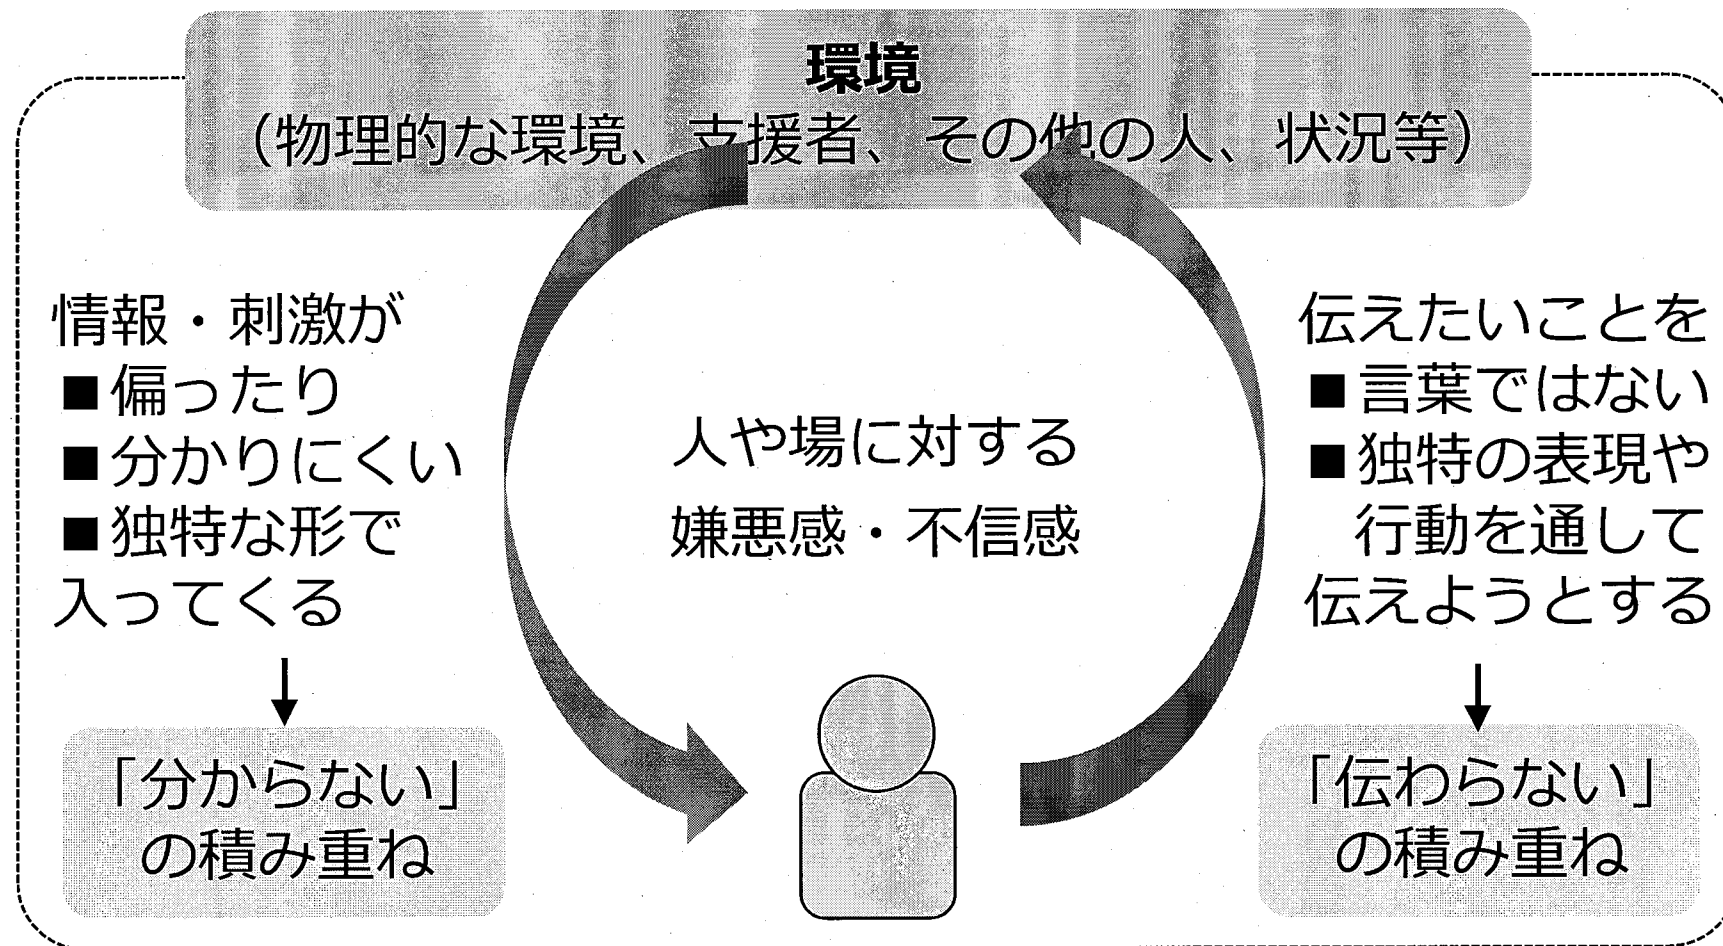 環境
（物理的な環境、支援者、その他の人、状況等）
情報・刺激が
■偏ったり
■分かりにくい
■独特な形で
入ってくる
「分からない」
の積み重ね
人や場に対する
嫌悪感・不信感
伝えたいことを
■言葉ではない
■独特の表現や
行動を通して
伝えようとする
「伝わらない」
の積み重ね